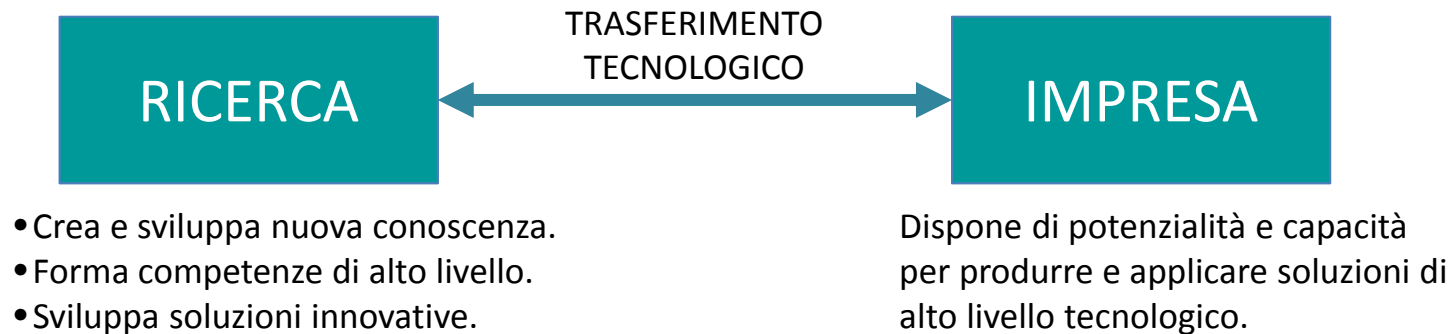 TRASFERIMENTO
TECNOLOGICO
RICERCA
IMPRESA
•Crea e sviluppa nuova conoscenza.
•Forma competenze di alto livello.
•Sviluppa soluzioni innovative.
Dispone di potenzialità e capacità
per produrre e applicare soluzioni di
alto livello tecnologico.